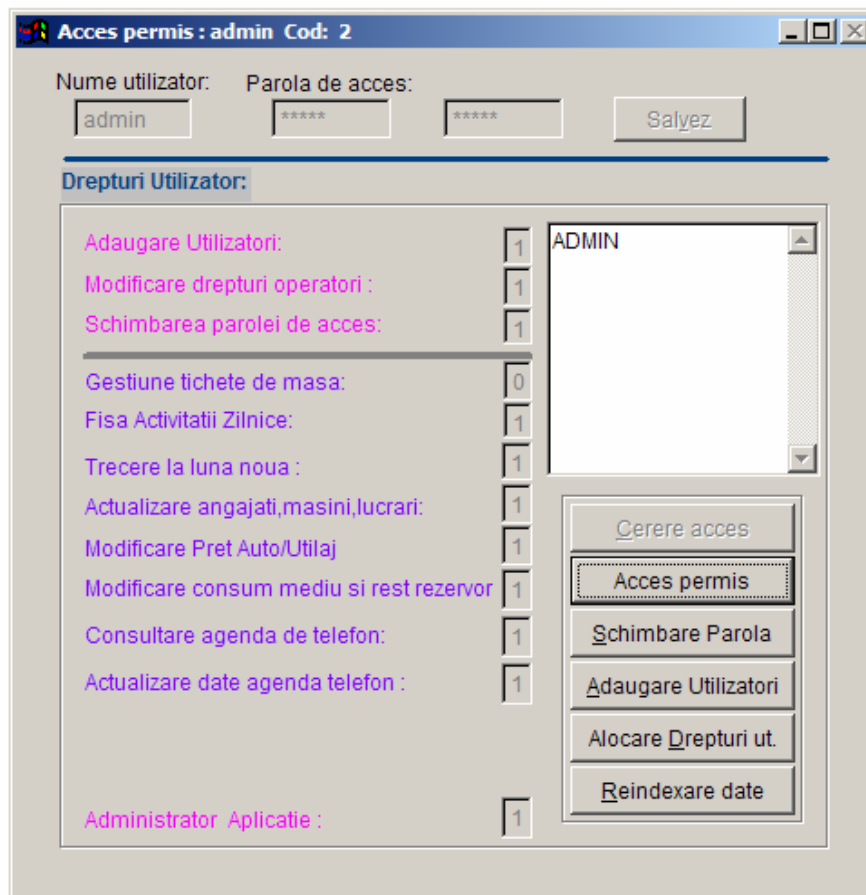 Acces permis : admin Cod: 2
Nume utilizator: Parola de acces:
admin ***** ***** Salvez
Drepturi Utilizator:
Adaugare Utilizatori: 1
Modificare drepturi operatori : 1
Schimbarea parolei de acces: 1
Gestiune tichete de masa: 0
Fisa Activitatii Zilnice: 1
Trecere la luna noua : 1
Actualizare angajati,masini,lucrari: 1
Modificare Pret Auto/Utilaj 1
Modificare consum mediu si rest rezervor 1
Consultare agenda de telefon: 1
Actualizare date agenda telefon : 1
Administrator Aplicatie : 1
ADMIN
Cerere acces
Acces permis
Schimbare Parola
Adaugare Utilizatori
Alocare Drepturi ut.
Reindexare date